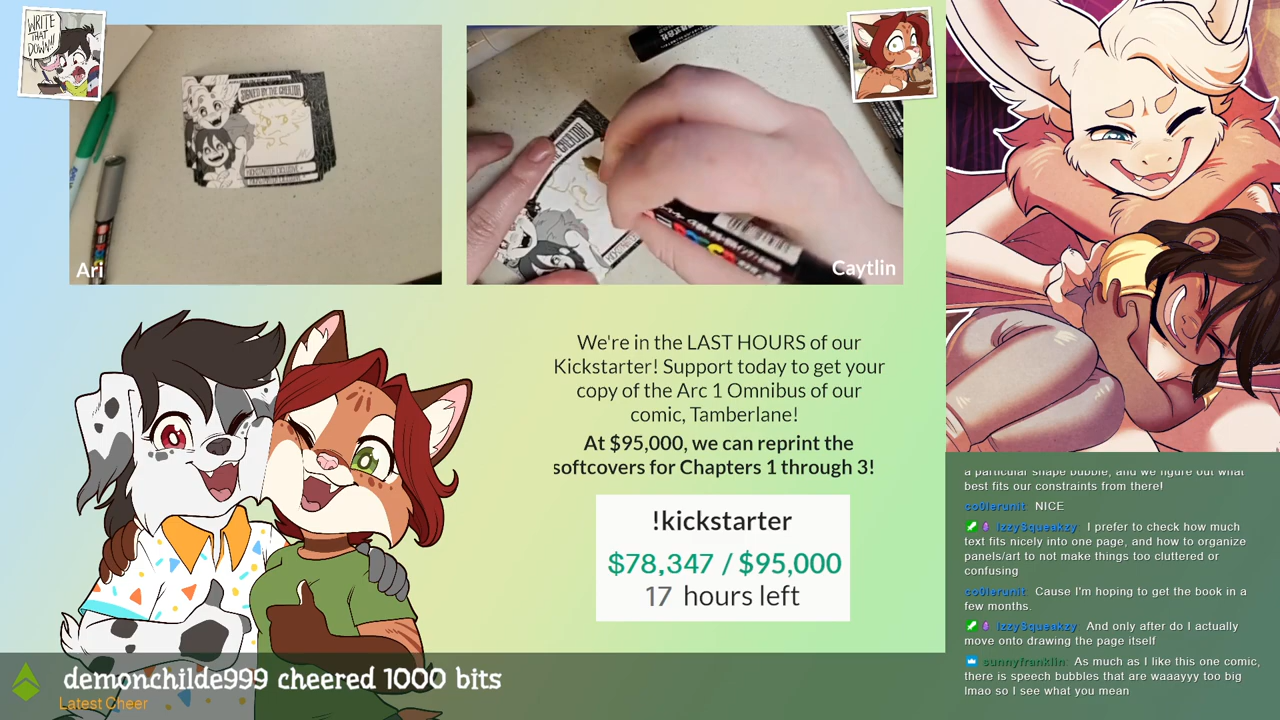 WRITE
THAT
DOWN!!
SIGNED BY THE CREATOR
KICKSTARTER EXCLUSIVE
Ari
Caytlin
We're in the LAST HOURS of our
Kickstarter! Support today to get your
copy of the Arc 1 Omnibus of our
comic, Tamberlane!
At $95,000, we can reprint the
softcovers for Chapters 1 through 3!
!kickstarter
$78,347 / $95,000
17 hours left
demonchilde999 cheered 1000 bits
Latest Cheer
a particular shape bubble, and we figure out what
best fits our constraints from there!
co0lerunit: NICE
IzzySqueakzy: I prefer to check how much
text fits nicely into one page, and how to organize
panels/art to not make things too cluttered or
confusing
co0lerunit: Cause I'm hoping to get the book in a
few months.
IzzySqueakzy: And only after do I actually
move onto drawing the page itself
sunnyfranklin: As much as I like this one comic,
there is speech bubbles that are waaayyy too big
lmao so I see what you mean